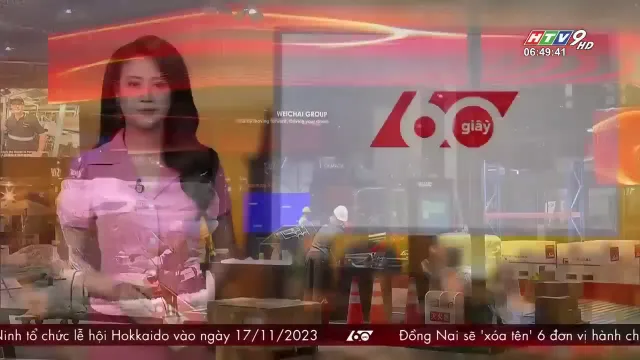 HTV9 HD
06:49:41
WEICHAI GROUP
60 giây
Ninh tổ chức lễ hội Hokkaido vào ngày 17/11/2023
60
Đồng Nai sẽ 'xóa tên' 6 đơn vị hành ch